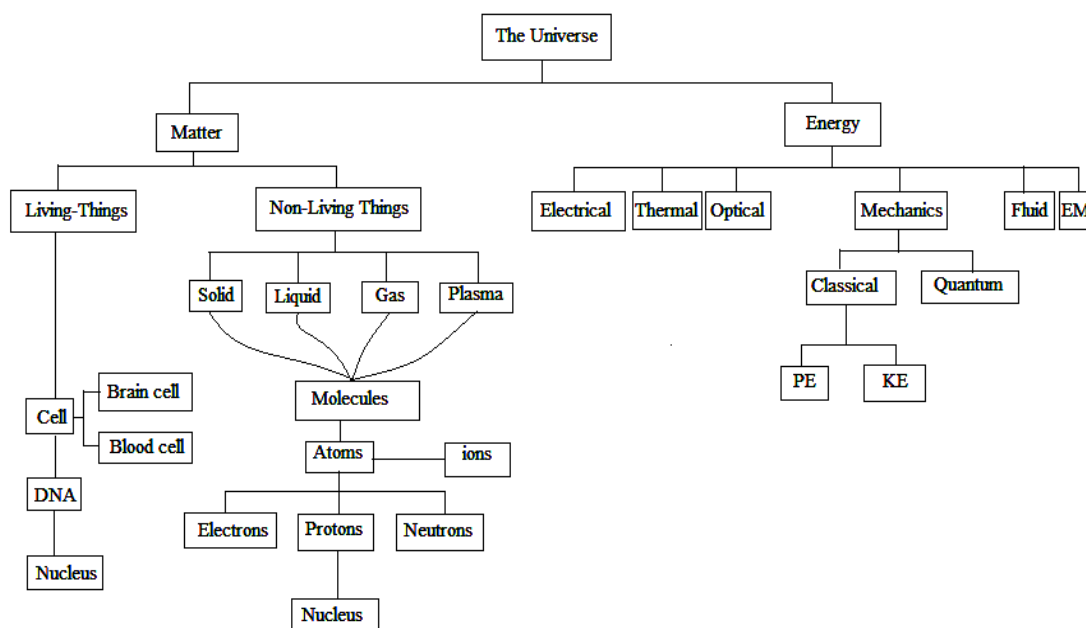 The Universe
Matter
Energy
Living-Things
Non-Living Things
Electrical
Thermal
Optical
Mechanics
Fluid
EM
Solid
Liquid
Gas
Plasma
Classical
Quantum
Brain cell
Cell
Blood cell
Molecules
PE
KE
Atoms
ions
DNA
Electrons
Protons
Neutrons
Nucleus
Nucleus